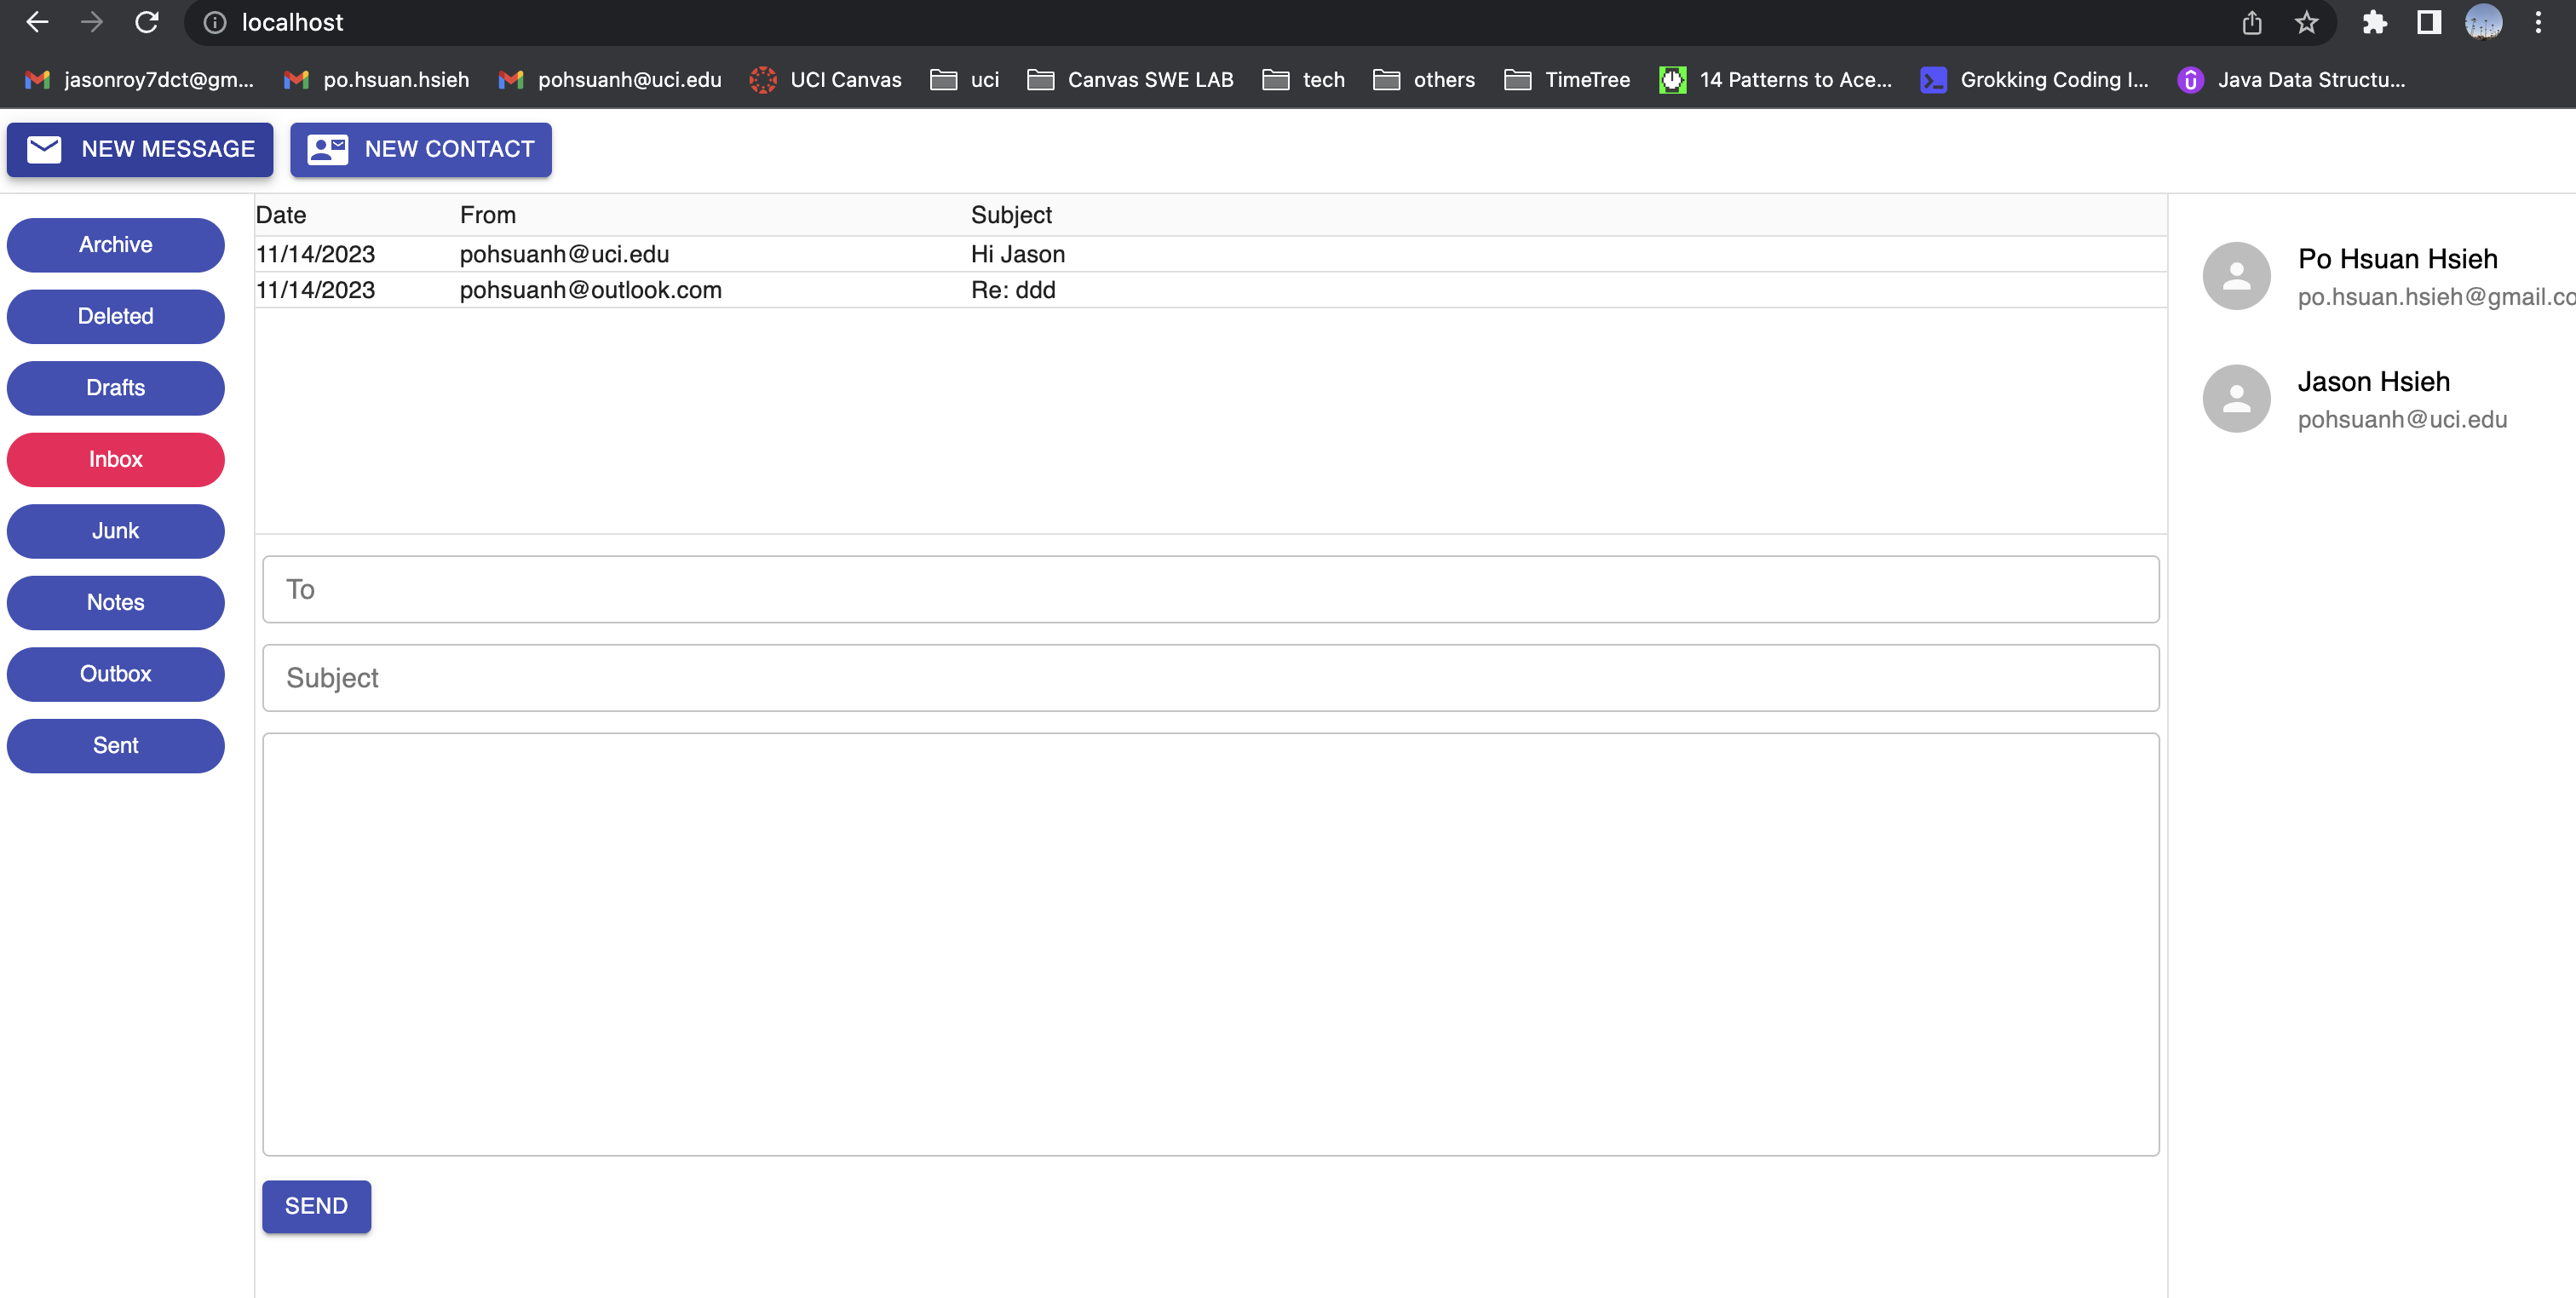 localhost
jasonroy7dct@gm... po.hsuan.hsieh pohsuanh@uci.edu UCI Canvas uci Canvas SWE LAB tech others TimeTree 14 Patterns to Ace... Grokking Coding I... Java Data Structu...
NEW MESSAGE NEW CONTACT
Archive
Deleted
Drafts
Inbox
Junk
Notes
Outbox
Sent
Date From Subject
11/14/2023 pohsuanh@uci.edu Hi Jason
11/14/2023 pohsuanh@outlook.com Re: ddd
To
Subject
SEND
Po Hsuan Hsieh
po.hsuan.hsieh@gmail.co
Jason Hsieh
pohsuanh@uci.edu